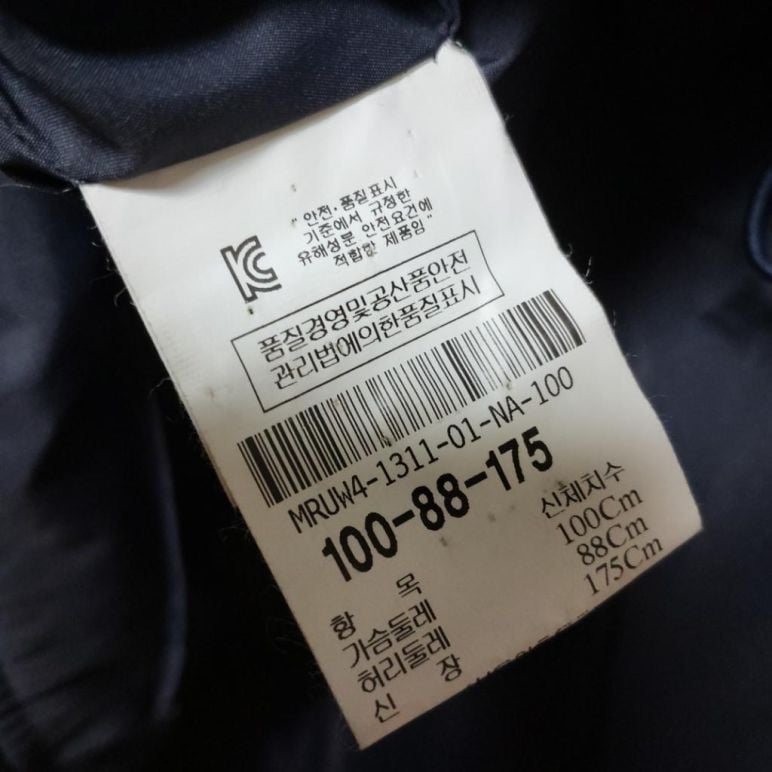 KC
"안전·품질표시
기준에서 규정한
유해성분 안전요건에
적합한 제품임"
품질경영및공산품안전
관리법에의한품질표시
MRUW4-1311-01-NA-100
100-88-175
항 목 신체치수
가슴둘레 100Cm
허리둘레 88Cm
신 장 175Cm